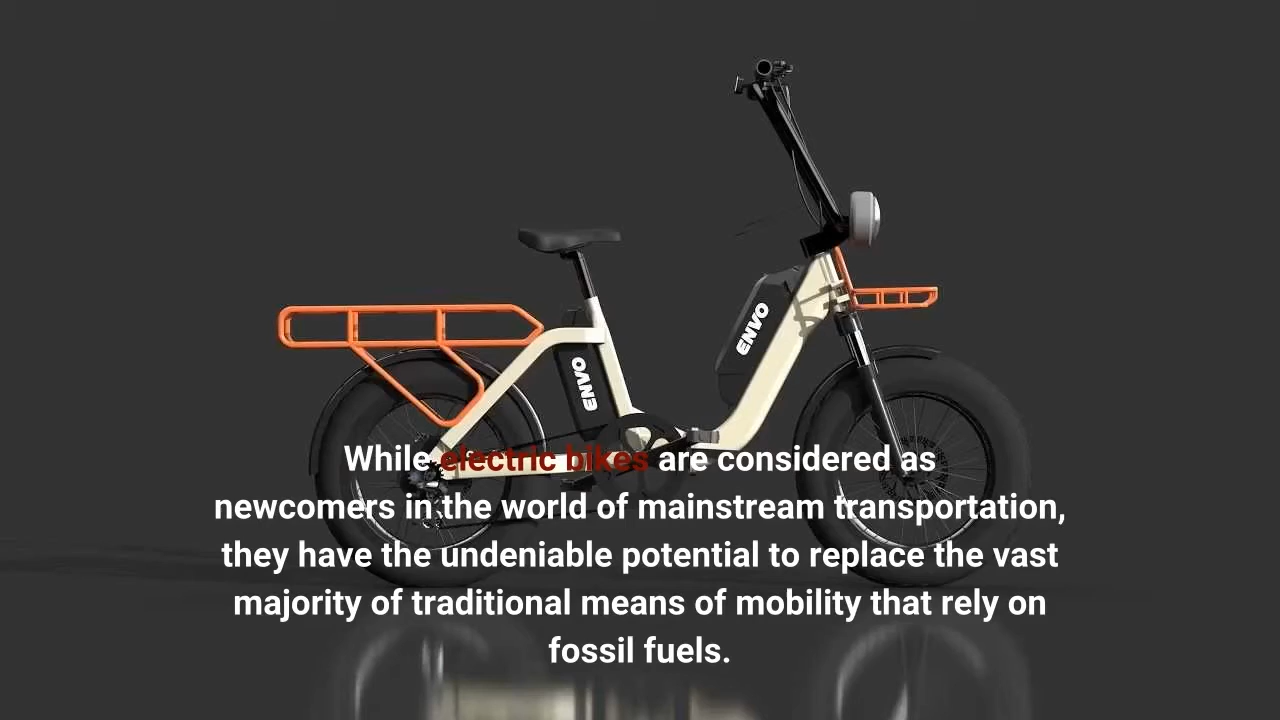 ENVO
ENVO
While electric bikes are considered as
newcomers in the world of mainstream transportation,
they have the undeniable potential to replace the vast
majority of traditional means of mobility that rely on
fossil fuels.